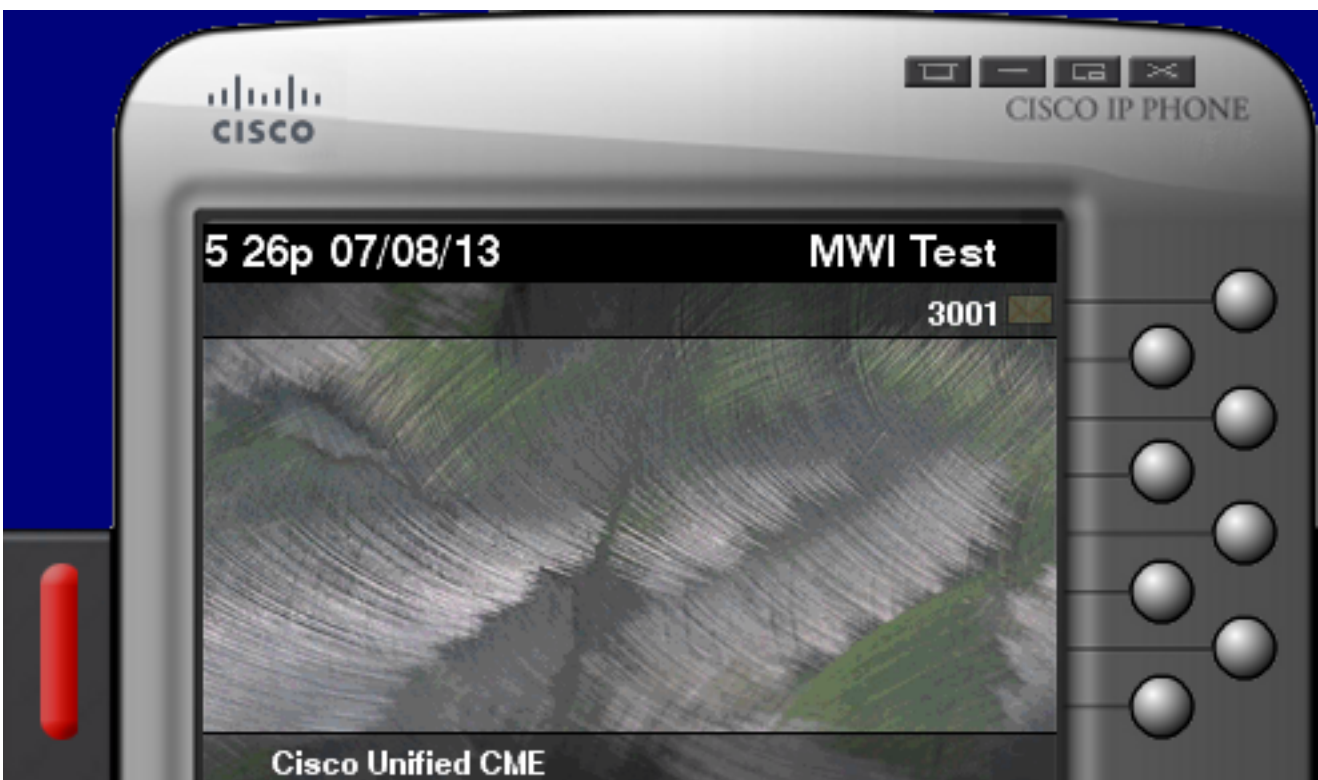 CISCO
CISCO IP PHONE
5 26p 07/08/13 MWI Test
3001
Cisco Unified CME